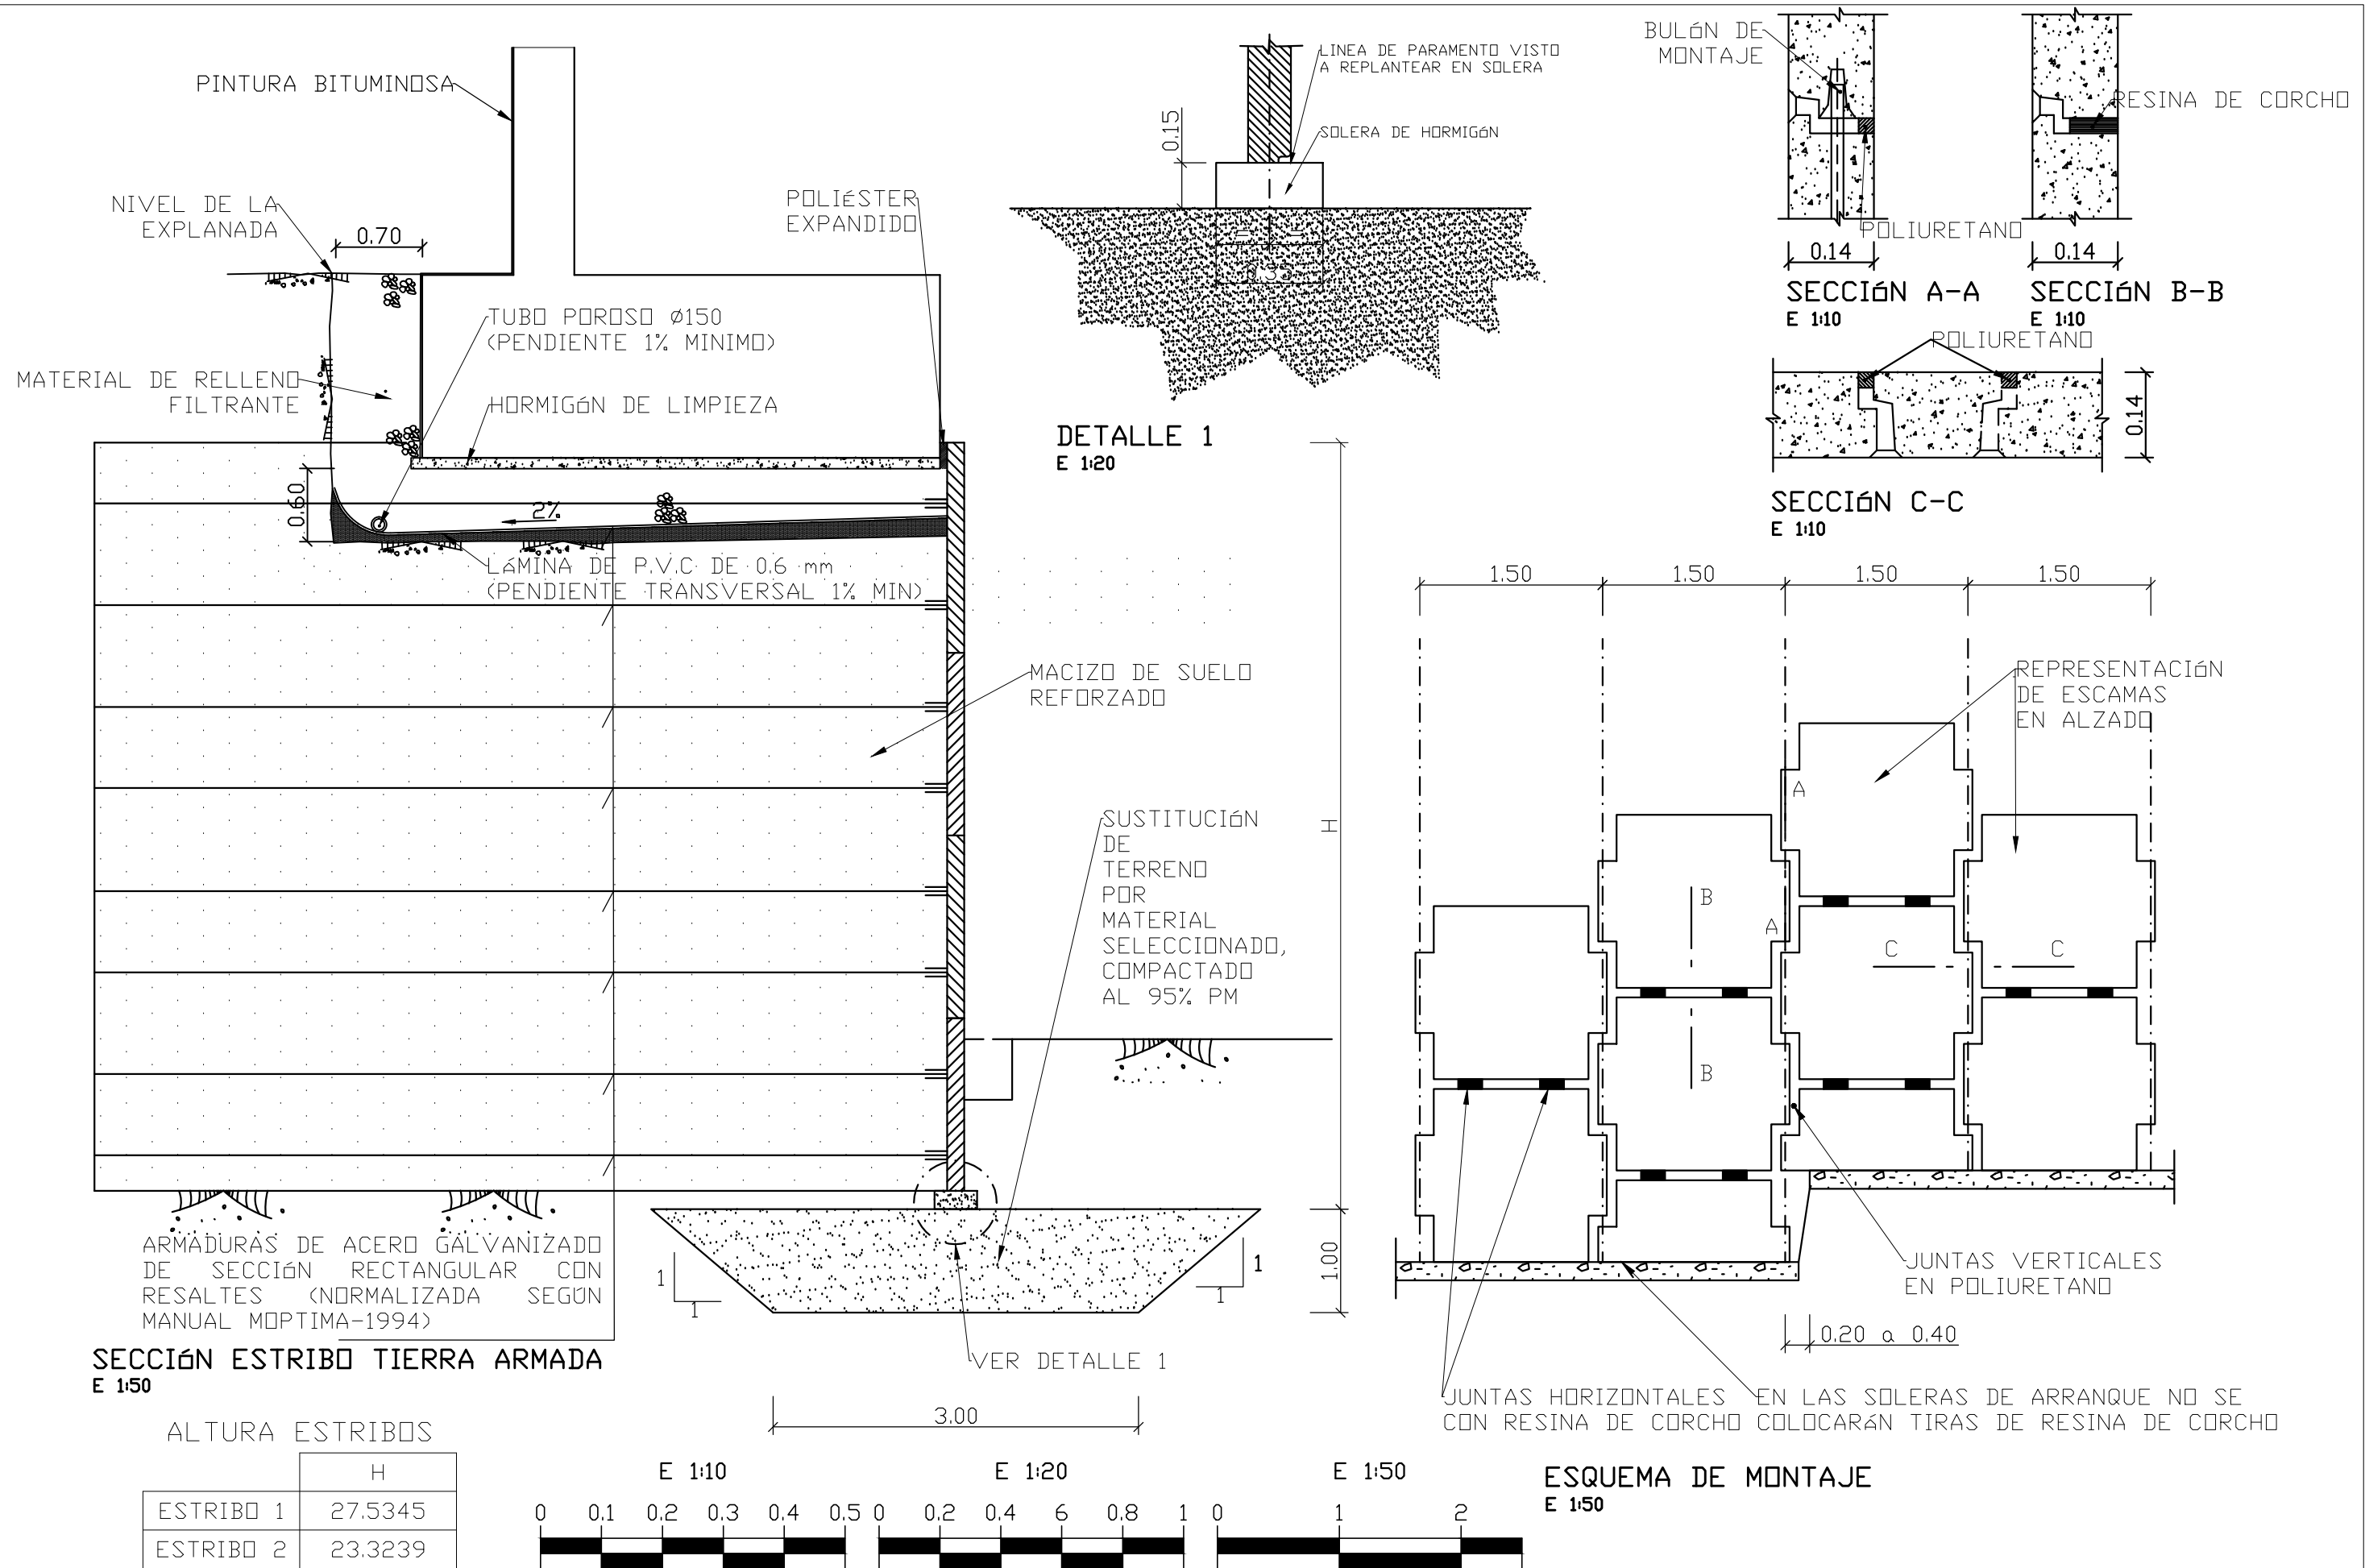 PINTURA BITUMINOSA
NIVEL DE LA
EXPLANADA
0.70
POLIéSTER
EXPANDIDO
TUBO POROSO Ø150
(PENDIENTE 1% MINIMO)
MATERIAL DE RELLENO
FILTRANTE
HORMIGóN DE LIMPIEZA
0.60
2%
LáMINA DE P.V.C DE 0.6 mm
(PENDIENTE TRANSVERSAL 1% MIN)
MACIZO DE SUELO
REFORZADO
SUSTITUCIóN
DE
TERRENO
POR
MATERIAL
SELECCIONADO,
COMPACTADO
AL 95% PM
H
1.00
1
1
1
1
ARMADURAS DE ACERO GALVANIZADO
DE SECCIóN RECTANGULAR CON
RESALTES (NORMALIZADA SEGÚN
MANUAL MOPTIMA-1994)
VER DETALLE 1
3.00
SECCIóN ESTRIBO TIERRA ARMADA
E 1:50
LINEA DE PARAMENTO VISTO
A REPLANTEAR EN SOLERA
0.15
SOLERA DE HORMIGóN
= =
0.35
DETALLE 1
E 1:20
BULóN DE
MONTAJE
POLIURETANO
0.14
SECCIóN A-A
E 1:10
RESINA DE CORCHO
0.14
SECCIóN B-B
E 1:10
POLIURETANO
0.14
SECCIóN C-C
E 1:10
1.50 1.50 1.50 1.50
REPRESENTACIóN
DE ESCAMAS
EN ALZADO
A
B
A
C C
B
JUNTAS VERTICALES
EN POLIURETANO
0.20 a 0.40
JUNTAS HORIZONTALES
CON RESINA DE CORCHO
EN LAS SOLERAS DE ARRANQUE NO SE
COLOCARáN TIRAS DE RESINA DE CORCHO
ESQUEMA DE MONTAJE
E 1:50
ALTURA ESTRIBOS
H
ESTRIBO 1 27.5345
ESTRIBO 2 23.3239
E 1:10
0 0.1 0.2 0.3 0.4 0.5
E 1:20
0 0.2 0.4 6 0.8 1
E 1:50
0 1 2